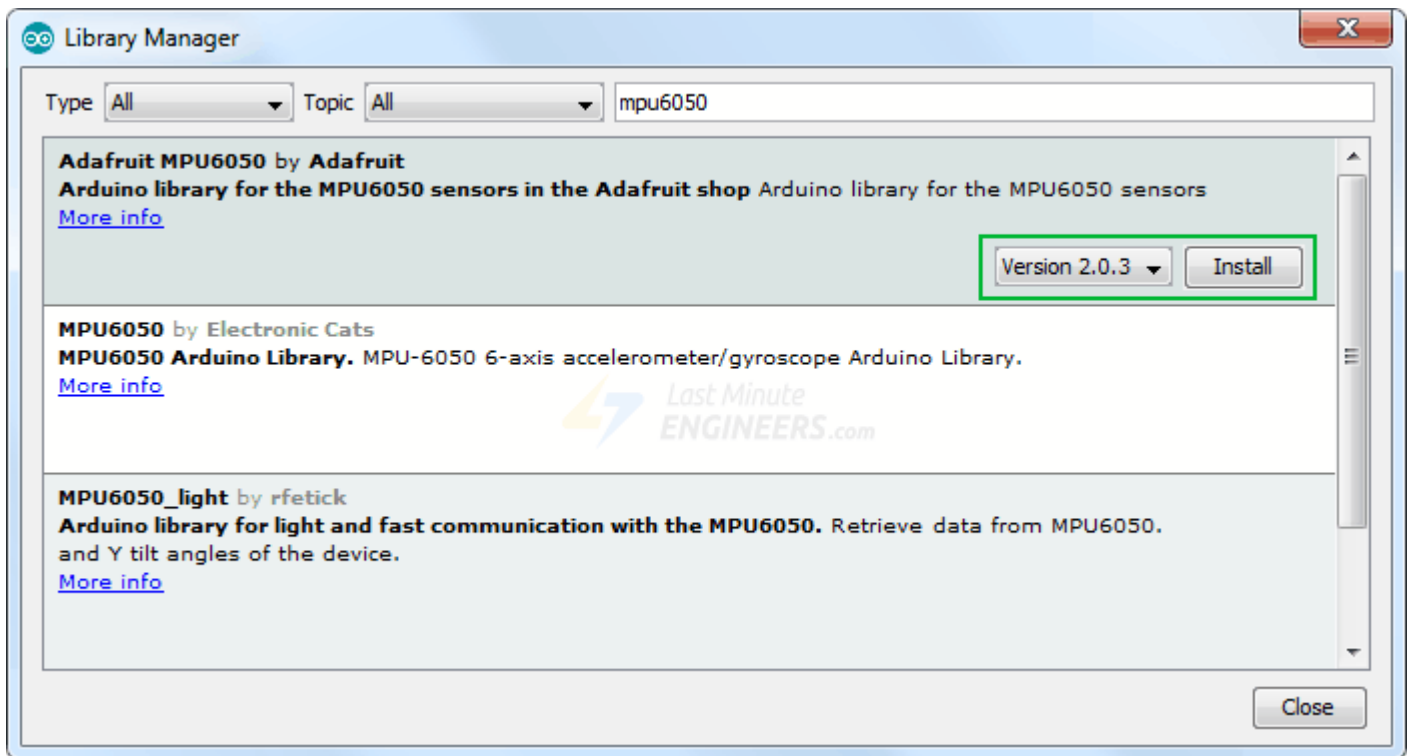 Library Manager
Type All Topic All mpu6050
Adafruit MPU6050 by Adafruit
Arduino library for the MPU6050 sensors in the Adafruit shop Arduino library for the MPU6050 sensors
More info
Version 2.0.3 Install
MPU6050 by Electronic Cats
MPU6050 Arduino Library. MPU-6050 6-axis accelerometer/gyroscope Arduino Library.
More info
Last Minute
ENGINEERS.com
MPU6050_light by rfetick
Arduino library for light and fast communication with the MPU6050. Retrieve data from MPU6050.
and Y tilt angles of the device.
More info
Close